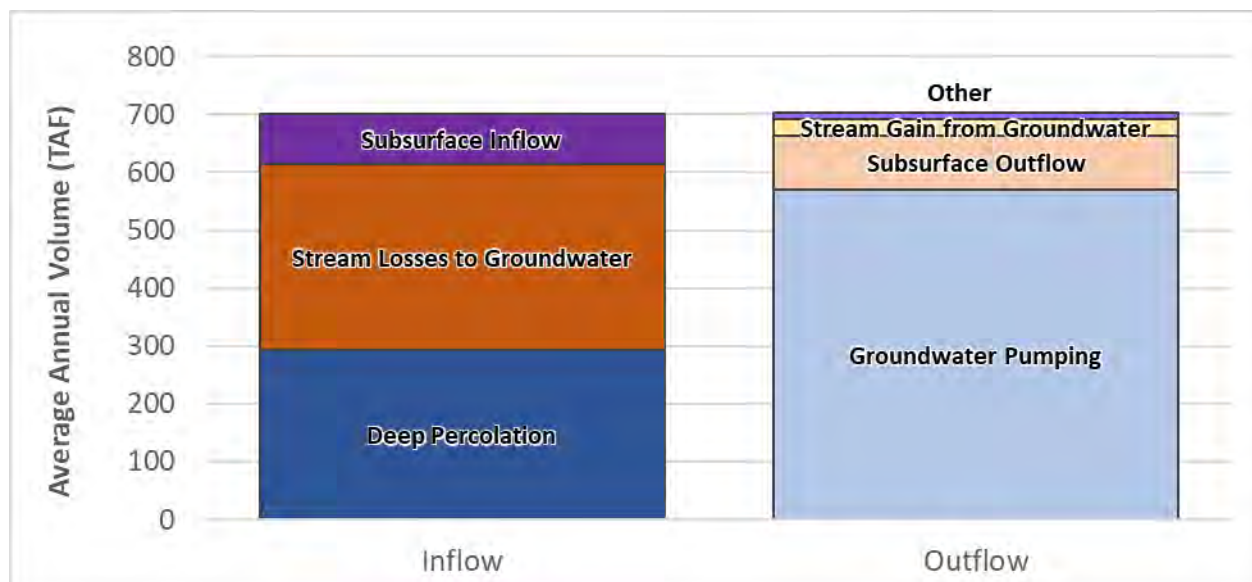 Average Annual Volume (TAF)
800
700
600
500
400
300
200
100
0
Subsurface Inflow
Stream Losses to Groundwater
Deep Percolation
Other
Stream Gain from Groundwater
Subsurface Outflow
Groundwater Pumping
Inflow
Outflow